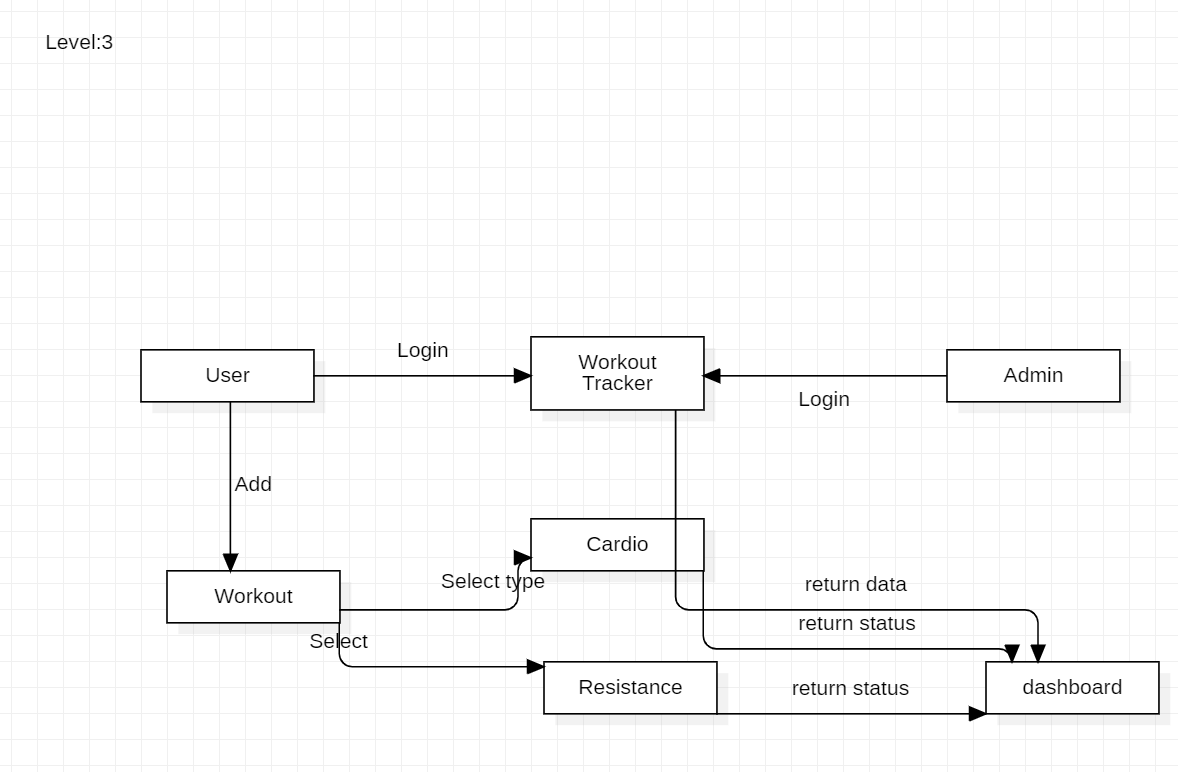 Level:3
Login
User
Workout
Tracker
Admin
Login
Add
Cardio
Select type
return data
Workout
return status
Select
Resistance
return status
dashboard